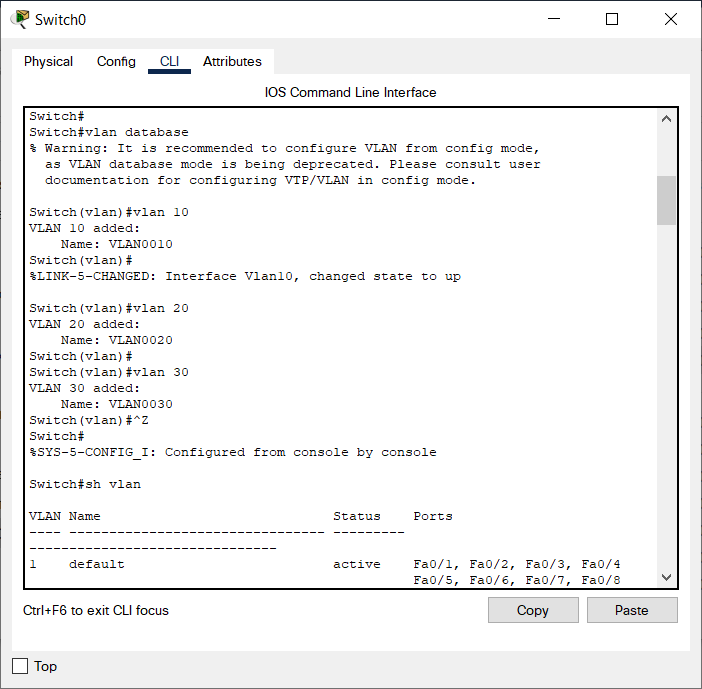 Switch0
Physical Config CLI Attributes
IOS Command Line Interface
Switch#
Switch#vlan database
% Warning: It is recommended to configure VLAN from config mode,
  as VLAN database mode is being deprecated. Please consult user
  documentation for configuring VTP/VLAN in config mode.
Switch(vlan)#vlan 10
VLAN 10 added:
    Name: VLAN0010
Switch(vlan)#
%LINK-5-CHANGED: Interface Vlan10, changed state to up
Switch(vlan)#vlan 20
VLAN 20 added:
    Name: VLAN0020
Switch(vlan)#
Switch(vlan)#vlan 30
VLAN 30 added:
    Name: VLAN0030
Switch(vlan)#^Z
Switch#
%SYS-5-CONFIG_I: Configured from console by console
Switch#sh vlan
VLAN Name                             Status    Ports
---- -------------------------------- ---------
-------------------------------
1    default                          active    Fa0/1, Fa0/2, Fa0/3, Fa0/4
                                                Fa0/5, Fa0/6, Fa0/7, Fa0/8
Ctrl+F6 to exit CLI focus Copy Paste
Top